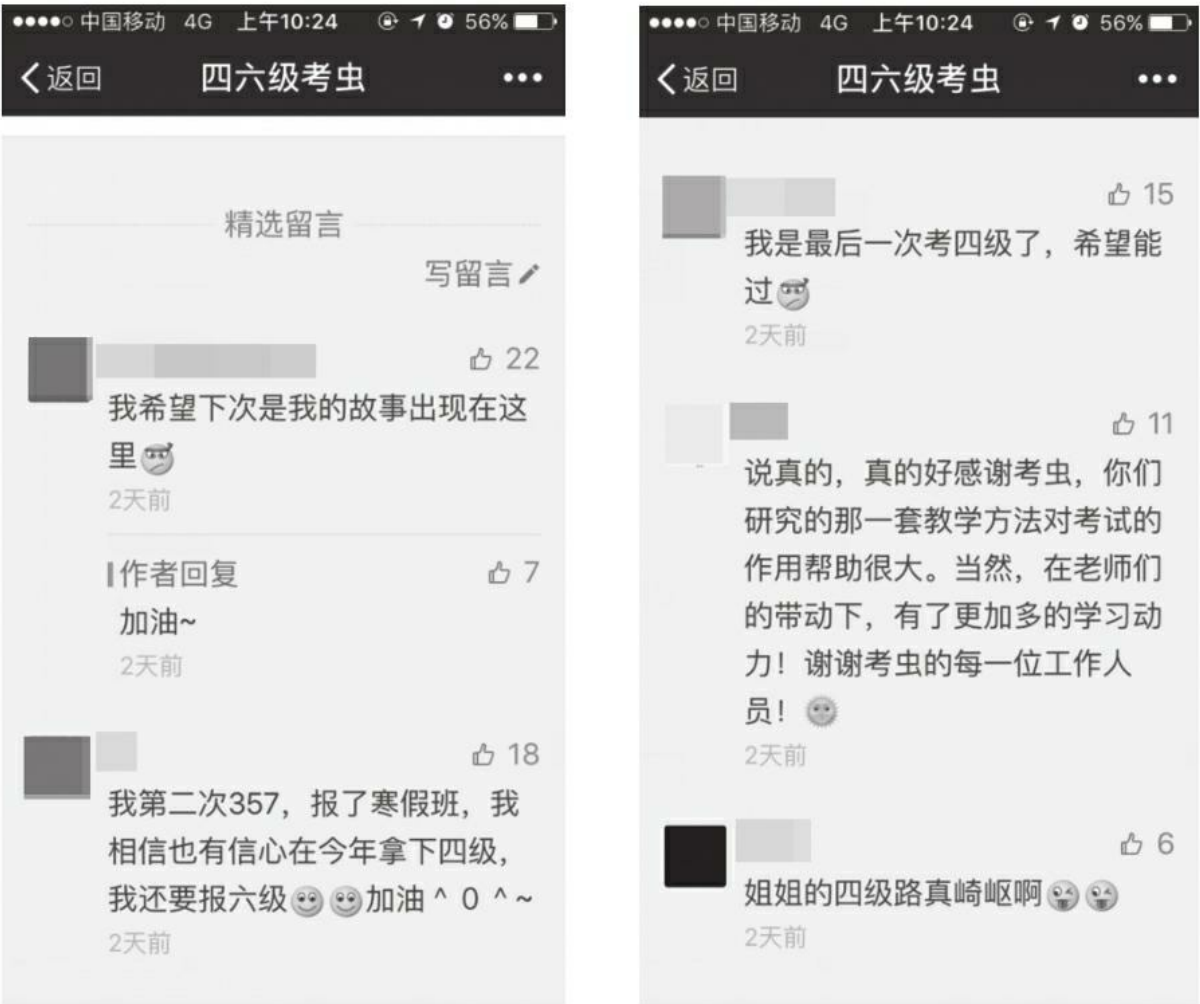 中国移动 4G 上午10:24 56%
返回 四六级考虫
精选留言
写留言
22
我希望下次是我的故事出现在这
里
2天前
作者回复 7
加油~
2天前
18
我第二次357，报了寒假班，我
相信也有信心在今年拿下四级，
我还要报六级加油 ^ 0 ^ ~
2天前
中国移动 4G 上午10:24 56%
返回 四六级考虫
15
我是最后一次考四级了，希望能
过
2天前
11
说真的，真的好感谢考虫，你们
研究的那一套教学方法对考试的
作用帮助很大。当然，在老师们
的带动下，有了更加多的学习动
力！谢谢考虫的每一位工作人
员！
2天前
6
姐姐的四级路真崎岖啊
2天前